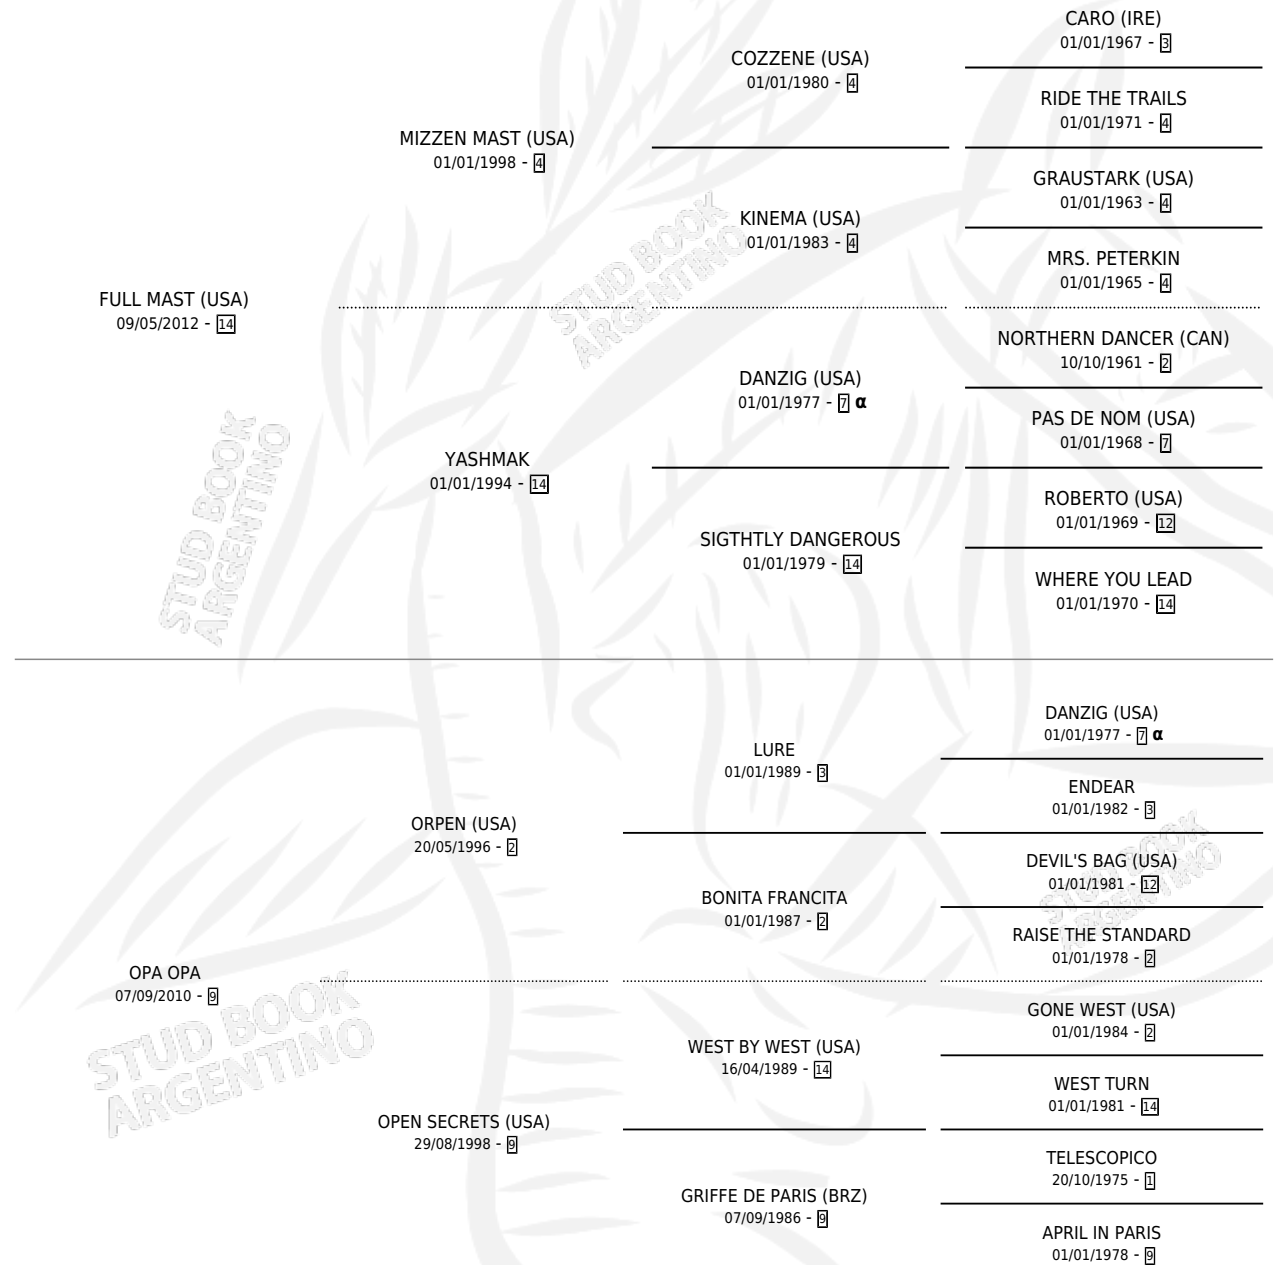 CARO (IRE)
01/01/1967 - 3
COZZENE (USA)
01/01/1980 - 4
RIDE THE TRAILS
01/01/1971 - 4
MIZZEN MAST (USA)
01/01/1998 - 4
GRAUSTARK (USA)
01/01/1963 - 4
KINEMA (USA)
01/01/1983 - 4
MRS. PETERKIN
01/01/1965 - 4
FULL MAST (USA)
09/05/2012 - 14
NORTHERN DANCER (CAN)
10/10/1961 - 2
DANZIG (USA)
01/01/1977 - 7 α
PAS DE NOM (USA)
01/01/1968 - 7
YASHMAK
01/01/1994 - 14
ROBERTO (USA)
01/01/1969 - 12
SIGTHTLY DANGEROUS
01/01/1979 - 14
WHERE YOU LEAD
01/01/1970 - 14
DANZIG (USA)
01/01/1977 - 7 α
LURE
01/01/1989 - 3
ENDEAR
01/01/1982 - 3
ORPEN (USA)
20/05/1996 - 2
DEVIL'S BAG (USA)
01/01/1981 - 12
BONITA FRANCITA
01/01/1987 - 2
RAISE THE STANDARD
01/01/1978 - 2
OPA OPA
07/09/2010 - 9
GONE WEST (USA)
01/01/1984 - 2
WEST BY WEST (USA)
16/04/1989 - 14
WEST TURN
01/01/1981 - 14
OPEN SECRETS (USA)
29/08/1998 - 9
TELESCOPICO
20/10/1975 - 1
GRIFFE DE PARIS (BRZ)
07/09/1986 - 9
APRIL IN PARIS
01/01/1978 - 9
STUD BOOK
ARGENTINO
STUD BOOK
ARGENTINO
STUD BOOK
ARGENTINO
STUD BOOK
ARGENTINO